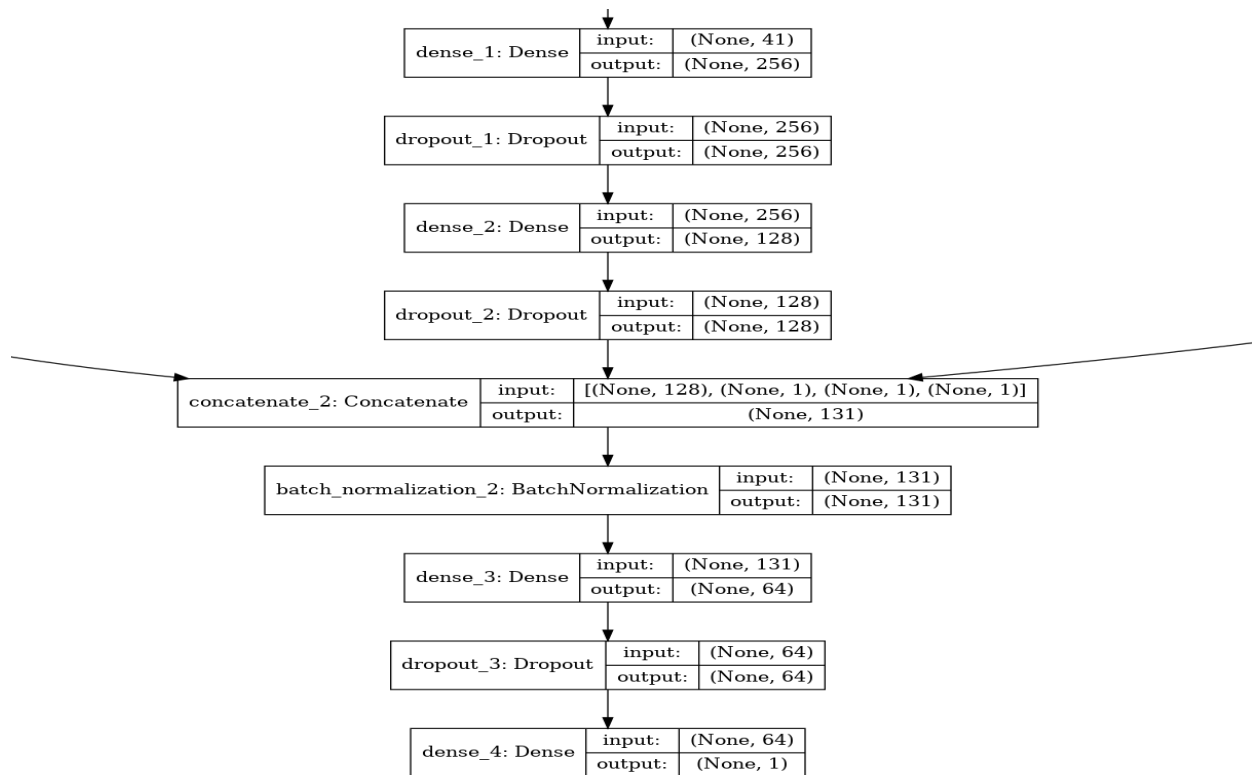 dense_1: Dense input: (None, 41)
output: (None, 256)
dropout_1: Dropout input: (None, 256)
output: (None, 256)
dense_2: Dense input: (None, 256)
output: (None, 128)
dropout_2: Dropout input: (None, 128)
output: (None, 128)
concatenate_2: Concatenate input: [(None, 128), (None, 1), (None, 1), (None, 1)]
output: (None, 131)
batch_normalization_2: BatchNormalization input: (None, 131)
output: (None, 131)
dense_3: Dense input: (None, 131)
output: (None, 64)
dropout_3: Dropout input: (None, 64)
output: (None, 64)
dense_4: Dense input: (None, 64)
output: (None, 1)